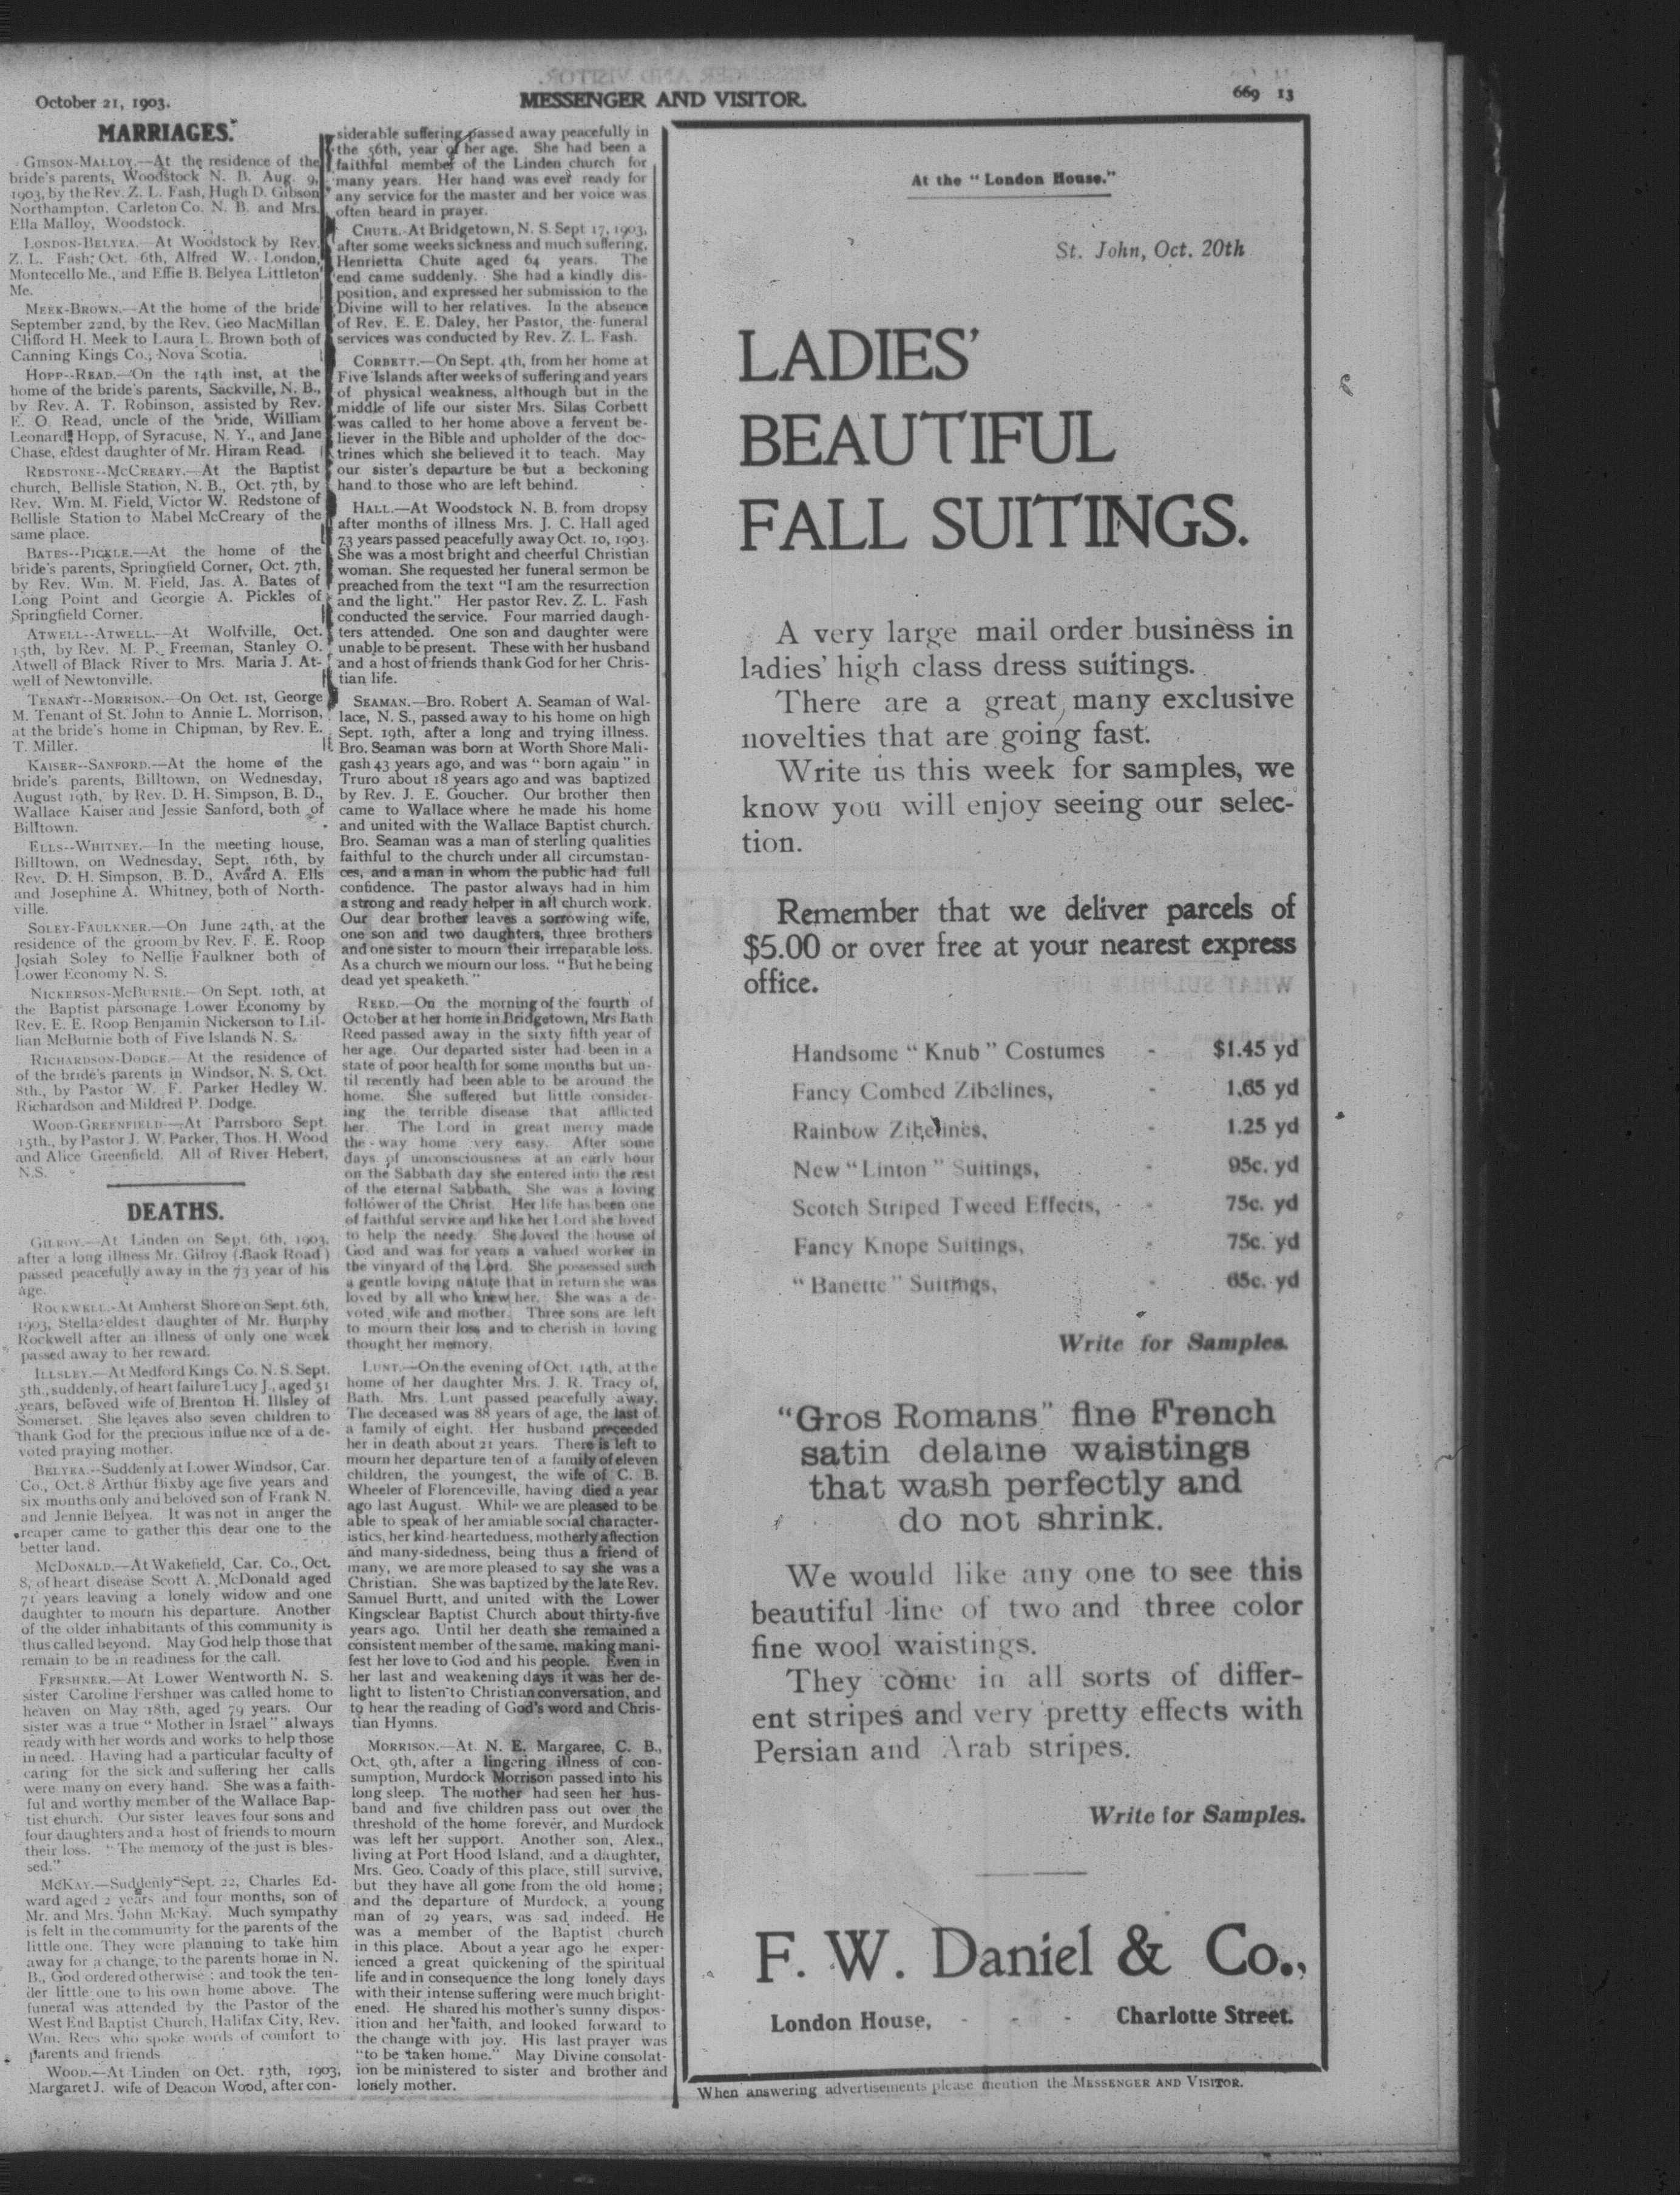 October 21, 1903.
MESSENGER AND VISITOR.
669 13
MARRIAGES.
GIBSON-MALLOY.—At the residence of the
bride's parents, Woodstock N. B. Aug. 9,
1903, by the Rev. Z. L. Fash, Hugh D. Gibson
Northampton, Carleton Co. N. B. and Mrs.
Ella Malloy, Woodstock.
LONDON-BELYEA.—At Woodstock by Rev.
Z. L. Fash, Oct. 6th, Alfred W. London,
Montecello Me., and Effie B. Belyea Littleton
Me.
MEEK-BROWN.—At the home of the bride
September 22nd, by the Rev. Geo MacMillan
Clifford H. Meek to Laura L. Brown both of
Canning Kings Co., Nova Scotia.
HOPP--READ.—On the 14th inst, at the
home of the bride's parents, Sackville, N. B.,
by Rev. A. T. Robinson, assisted by Rev.
E. O. Read, uncle of the bride, William
Leonard Hopp, of Syracuse, N. Y., and Jane
Chase, eldest daughter of Mr. Hiram Read.
REDSTONE--MCCREARY.—At the Baptist
church, Bellisle Station, N. B., Oct. 7th, by
Rev. Wm. M. Field, Victor W. Redstone of
Bellisle Station to Mabel McCreary of the
same place.
BATES--PICKLE.—At the home of the
bride's parents, Springfield Corner, Oct. 7th,
by Rev. Wm. M. Field, Jas. A. Bates of
Long Point and Georgie A. Pickles of
Springfield Corner.
ATWELL--ATWELL.—At Wolfville, Oct.
15th, by Rev. M. P. Freeman, Stanley O.
Atwell of Black River to Mrs. Maria J. At-
well of Newtonville.
TENANT--MORRISON.—On Oct. 1st, George
M. Tenant of St. John to Annie L. Morrison,
at the bride's home in Chipman, by Rev. E.
T. Miller.
KAISER--SANFORD.—At the home of the
bride's parents, Billtown, on Wednesday,
August 19th, by Rev. D. H. Simpson, B. D.,
Wallace Kaiser and Jessie Sanford, both of
Billtown.
ELLS--WHITNEY.—In the meeting house,
Billtown, on Wednesday, Sept. 16th, by
Rev. D. H. Simpson, B. D., Avard A. Ells
and Josephine A. Whitney, both of North-
ville.
SOLEY-FAULKNER.—On June 24th, at the
residence of the groom by Rev. F. E. Roop
Josiah Soley to Nellie Faulkner both of
Lower Economy N. S.
NICKERSON-MCBURNIE.—On Sept. 10th, at
the Baptist parsonage Lower Economy by
Rev. E. E. Roop Benjamin Nickerson to Lil-
lian McBurnie both of Five Islands N. S.
RICHARDSON-DODGE.—At the residence of
of the bride's parents in Windsor, N. S. Oct.
8th., by Pastor W. F. Parker Hedley W.
Richardson and Mildred P. Dodge.
WOOD-GREENFIELD—At Parrsboro Sept.
15th., by Pastor J. W. Parker, Thos. H. Wood
and Alice Greenfield. All of River Hebert,
N.S.
DEATHS.
GILROY.—At Linden on Sept. 6th, 1903,
after a long illness Mr. Gilroy (Baok Road)
passed peacefully away in the 73 year of his
age.
ROCKWELL.-At Amherst Shore on Sept. 6th,
1903, Stella eldest daughter of Mr. Burphy
Rockwell after an illness of only one week
passed away to her reward.
ILLSLEY.—At Medford Kings Co. N. S. Sept.
5th., suddenly, of heart failure Lucy J., aged 51
years, beloved wife of Brenton H. Illsley of
Somerset. She leaves also seven children to
thank God for the precious influe nce of a de-
voted praying mother.
BELYEA.--Suddenly at Lower Windsor, Car.
Co., Oct. 8 Arthur Bixby age five years and
six months only and beloved son of Frank N.
and Jennie Belyea. It was not in anger the
reaper came to gather this dear one to the
better land.
MCDONALD.—At Wakefield, Car. Co., Oct.
8, of heart disease Scott A. McDonald aged
71 years leaving a lonely widow and one
daughter to mourn his departure. Another
of the older inhabitants of this community is
thus called beyond. May God help those that
remain to be in readiness for the call.
FERSHNER.—At Lower Wentworth N. S.
sister Caroline Fershner was called home to
heaven on May 18th, aged 79 years. Our
sister was a true "Mother in Israel" always
ready with her words and works to help those
in need. Having had a particular faculty of
caring for the sick and suffering her calls
were many on every hand. She was a faith-
ful and worthy member of the Wallace Bap-
tist church. Our sister leaves four sons and
four daughters and a host of friends to mourn
their loss. "The memory of the just is bles-
sed."
MCKAY.—Suddenly Sept. 22, Charles Ed-
ward aged 2 years and four months, son of
Mr. and Mrs. John McKay. Much sympathy
is felt in the community for the parents of the
little one. They were planning to take him
away for a change, to the parents home in N.
B., God ordered otherwise ; and took the ten-
der little one to his own home above. The
funeral was attended by the Pastor of the
West End Baptist Church, Halifax City, Rev.
Wm. Rees who spoke words of comfort to
parents and friends
WOOD.—At Linden on Oct. 13th, 1903,
Margaret J. wife of Deacon Wood, after con-
siderable suffering passed away peacefully in
the 56th, year of her age. She had been a
faithful member of the Linden church for
many years. Her hand was ever ready for
any service for the master and her voice was
often heard in prayer.
CHUTE.-At Bridgetown, N. S. Sept 17, 1903,
after some weeks sickness and much suffering,
Henrietta Chute aged 64 years. The
end came suddenly. She had a kindly dis-
position, and expressed her submission to the
Divine will to her relatives. In the absence
of Rev. E. E. Daley, her Pastor, the funeral
services was conducted by Rev. Z. L. Fash.
CORBETT.—On Sept. 4th, from her home at
Five Islands after weeks of suffering and years
of physical weakness, although but in the
middle of life our sister Mrs. Silas Corbett
was called to her home above a fervent be-
liever in the Bible and upholder of the doc-
trines which she believed it to teach. May
our sister's departure be but a beckoning
hand to those who are left behind.
HALL.—At Woodstock N. B. from dropsy
after months of illness Mrs. J. C. Hall aged
73 years passed peacefully away Oct. 10, 1903.
She was a most bright and cheerful Christian
woman. She requested her funeral sermon be
preached from the text "I am the resurrection
and the light." Her pastor Rev. Z. L. Fash
conducted the service. Four married daugh-
ters attended. One son and daughter were
unable to be present. These with her husband
and a host of friends thank God for her Chris-
tian life.
SEAMAN.—Bro. Robert A. Seaman of Wal-
lace, N. S., passed away to his home on high
Sept. 19th, after a long and trying illness.
Bro. Seaman was born at Worth Shore Mali-
gash 43 years ago, and was "born again" in
Truro about 18 years ago and was baptized
by Rev. J. E. Goucher. Our brother then
came to Wallace where he made his home
and united with the Wallace Baptist church.
Bro. Seaman was a man of sterling qualities
faithful to the church under all circumstan-
ces, and a man in whom the public had full
confidence. The pastor always had in him
a strong and ready helper in all church work.
Our dear brother leaves a sorrowing wife,
one son and two daughters, three brothers
and one sister to mourn their irreparable loss.
As a church we mourn our loss. "But he being
dead yet speaketh."
REED.—On the morning of the fourth of
October at her home in Bridgetown, Mrs Bath
Reed passed away in the sixty fifth year of
her age. Our departed sister had been in a
state of poor health for some months but un-
til recently had been able to be around the
home. She suffered but little consider-
ing the terrible disease that afflicted
her. The Lord in great mercy made
the way home very easy. After some
days of unconsciousness at an early hour
on the Sabbath day she entered into the rest
of the eternal Sabbath. She was a loving
follower of the Christ. Her life has been one
of faithful service and like her Lord she loved
to help the needy. She loved the house of
God and was for years a valued worker in
the vinyard of the Lord. She possessed such
a gentle loving nature that in return she was
loved by all who knew her. She was a de-
voted wife and mother. Three sons are left
to mourn their loss and to cherish in loving
thought her memory.
LUNT.—On the evening of Oct. 14th, at the
home of her daughter Mrs. J. R. Tracy of,
Bath. Mrs. Lunt passed peacefully away.
The deceased was 88 years of age, the last of
a family of eight. Her husband preceeded
her in death about 21 years. There is left to
mourn her departure ten of a family of eleven
children, the youngest, the wife of C. B.
Wheeler of Florenceville, having died a year
ago last August. While we are pleased to be
able to speak of her amiable social character-
istics, her kind-heartedness, motherly affection
and many-sidedness, being thus a friend of
many, we are more pleased to say she was a
Christian. She was baptized by the late Rev.
Samuel Burtt, and united with the Lower
Kingsclear Baptist Church about thirty-five
years ago. Until her death she remained a
consistent member of the same, making mani-
fest her love to God and his people. Even in
her last and weakening days it was her de-
light to listen to Christian conversation, and
to hear the reading of God's word and Chris-
tian Hymns.
MORRISON.—At N. E. Margaree, C. B.,
Oct. 9th, after a lingering illness of con-
sumption, Murdock Morrison passed into his
long sleep. The mother had seen her hus-
band and five children pass out over the
threshold of the home forever, and Murdock
was left her support. Another son, Alex.,
living at Port Hood Island, and a daughter,
Mrs. Geo. Coady of this place, still survive,
but they have all gone from the old home ;
and the departure of Murdock, a young
man of 29 years, was sad indeed. He
was a member of the Baptist church
in this place. About a year ago he exper-
ienced a great quickening of the spiritual
life and in consequence the long lonely days
with their intense suffering were much bright-
ened. He shared his mother's sunny dispos-
ition and her faith, and looked forward to
the change with joy. His last prayer was
"to be taken home." May Divine consolat-
ion be ministered to sister and brother and
lonely mother.
At the "London House."
St. John, Oct. 20th
LADIES'
BEAUTIFUL
FALL SUITINGS.
A very large mail order business in
ladies' high class dress suitings.
There are a great many exclusive
novelties that are going fast.
Write us this week for samples, we
know you will enjoy seeing our selec-
tion.
Remember that we deliver parcels of
$5.00 or over free at your nearest express
office.
Handsome "Knub" Costumes - $1.45 yd
Fancy Combed Zibelines, - 1.65 yd
Rainbow Zibelines, - 1.25 yd
New "Linton" Suitings, - 95c. yd
Scotch Striped Tweed Effects, - 75c. yd
Fancy Knope Suitings, - 75c. yd
"Banette" Suitings, - 65c. yd
Write for Samples.
"Gros Romans" fine French
satin delaine waistings
that wash perfectly and
do not shrink.
We would like any one to see this
beautiful line of two and three color
fine wool waistings.
They come in all sorts of differ-
ent stripes and very pretty effects with
Persian and Arab stripes.
Write for Samples.
F. W. Daniel & Co.,
London House, - - - Charlotte Street.
When answering advertisements please mention the MESSENGER AND VISITOR.